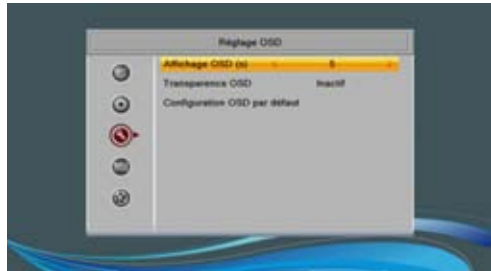 Réglage OSD
Affichage OSD (s) 5
Transparence OSD Inactif
Configuration OSD par défaut